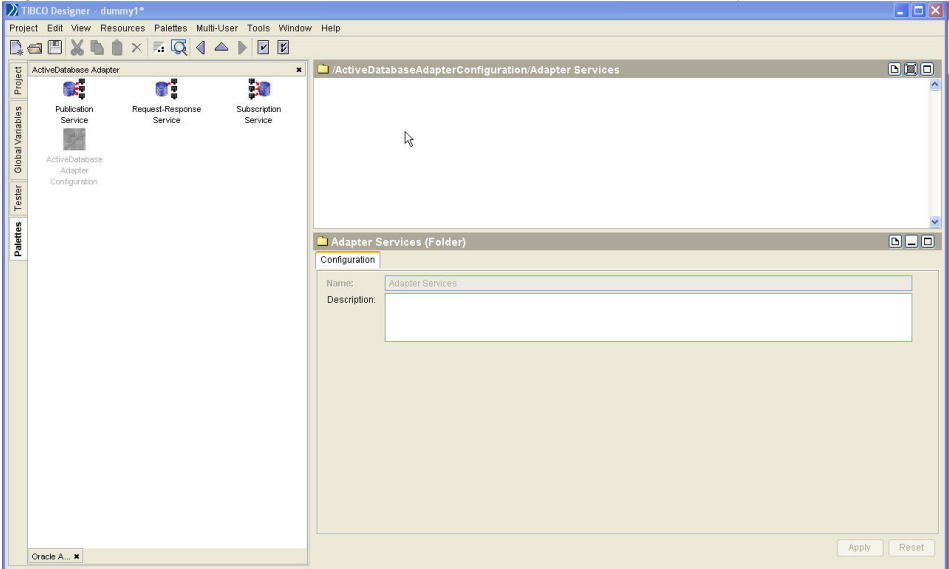 TIBCO Designer - dummy1*
Project Edit View Resources Palettes Multi-User Tools Window Help
Project
Global Variables
Tester
Palettes
ActiveDatabase Adapter
Publication
Service
Request-Response
Service
Subscription
Service
ActiveDatabase
Adapter
Configuration
Oracle A...
/ActiveDatabaseAdapterConfiguration/Adapter Services
Adapter Services (Folder)
Configuration
Name: Adapter Services
Description:
Apply Reset